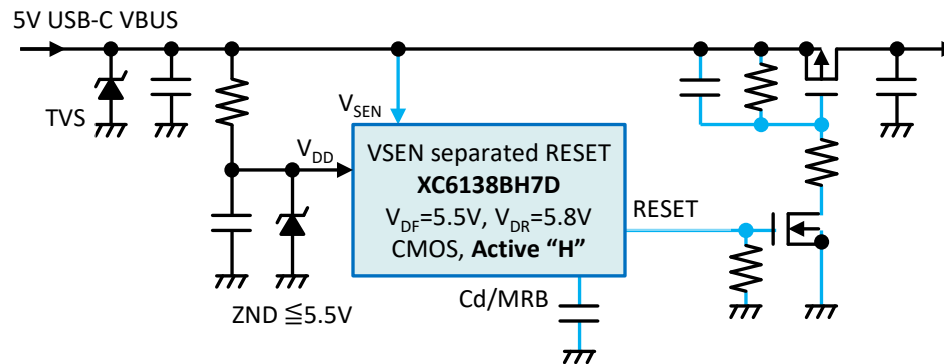 5V USB-C VBUS
TVS
VSEN
VDD
VSEN separated RESET
XC6138BH7D
VDF=5.5V, VDR=5.8V
CMOS, Active “H”
RESET
Cd/MRB
ZND ≦5.5V